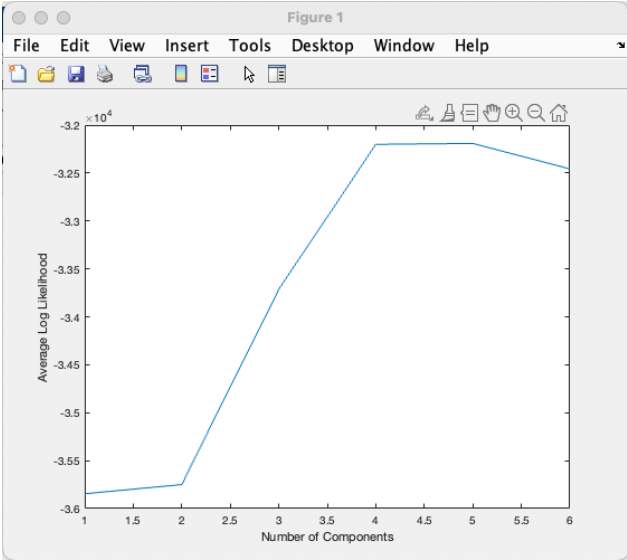 Figure 1
File Edit View Insert Tools Desktop Window Help
×10⁴
-3.2
-3.25
-3.3
-3.35
-3.4
-3.45
-3.5
-3.55
-3.6
Average Log Likelihood
1 1.5 2 2.5 3 3.5 4 4.5 5 5.5 6
Number of Components